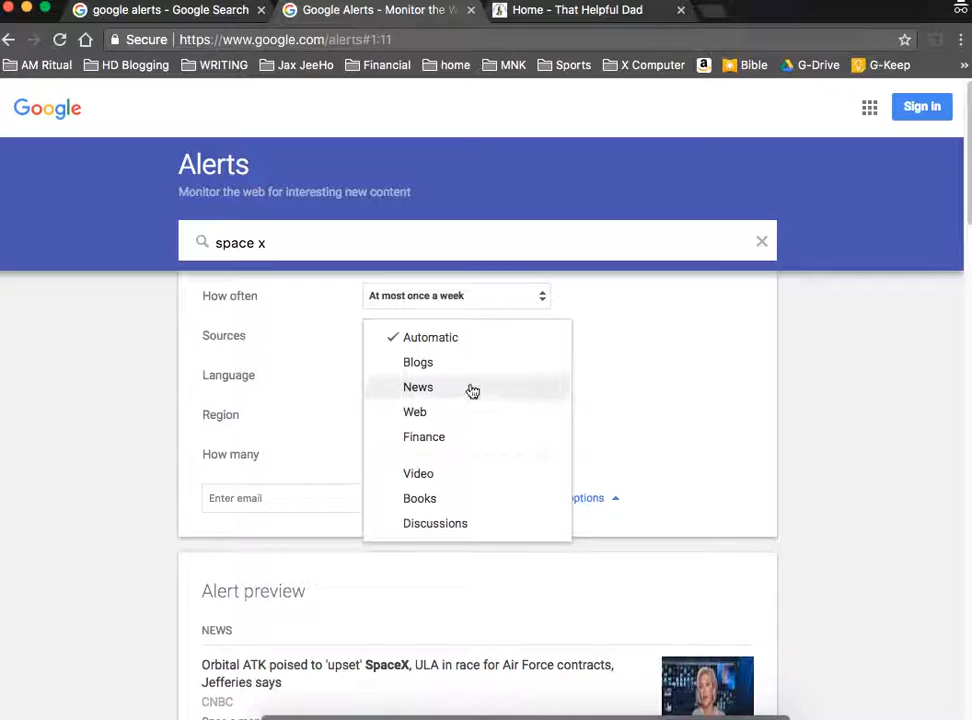 google alerts - Google Search
Google Alerts - Monitor the W
Home - That Helpful Dad
Secure https://www.google.com/alerts#1:11
AM Ritual HD Blogging WRITING Jax JeeHo Financial home MNK Sports X Computer Bible G-Drive G-Keep
Google
Sign in
Alerts
Monitor the web for interesting new content
space x
How often At most once a week
Sources
Automatic
Blogs
Language
News
Region
Web
Finance
How many
Video
Enter email
Books
options
Discussions
Alert preview
NEWS
Orbital ATK poised to 'upset' SpaceX, ULA in race for Air Force contracts,
Jefferies says
CNBC